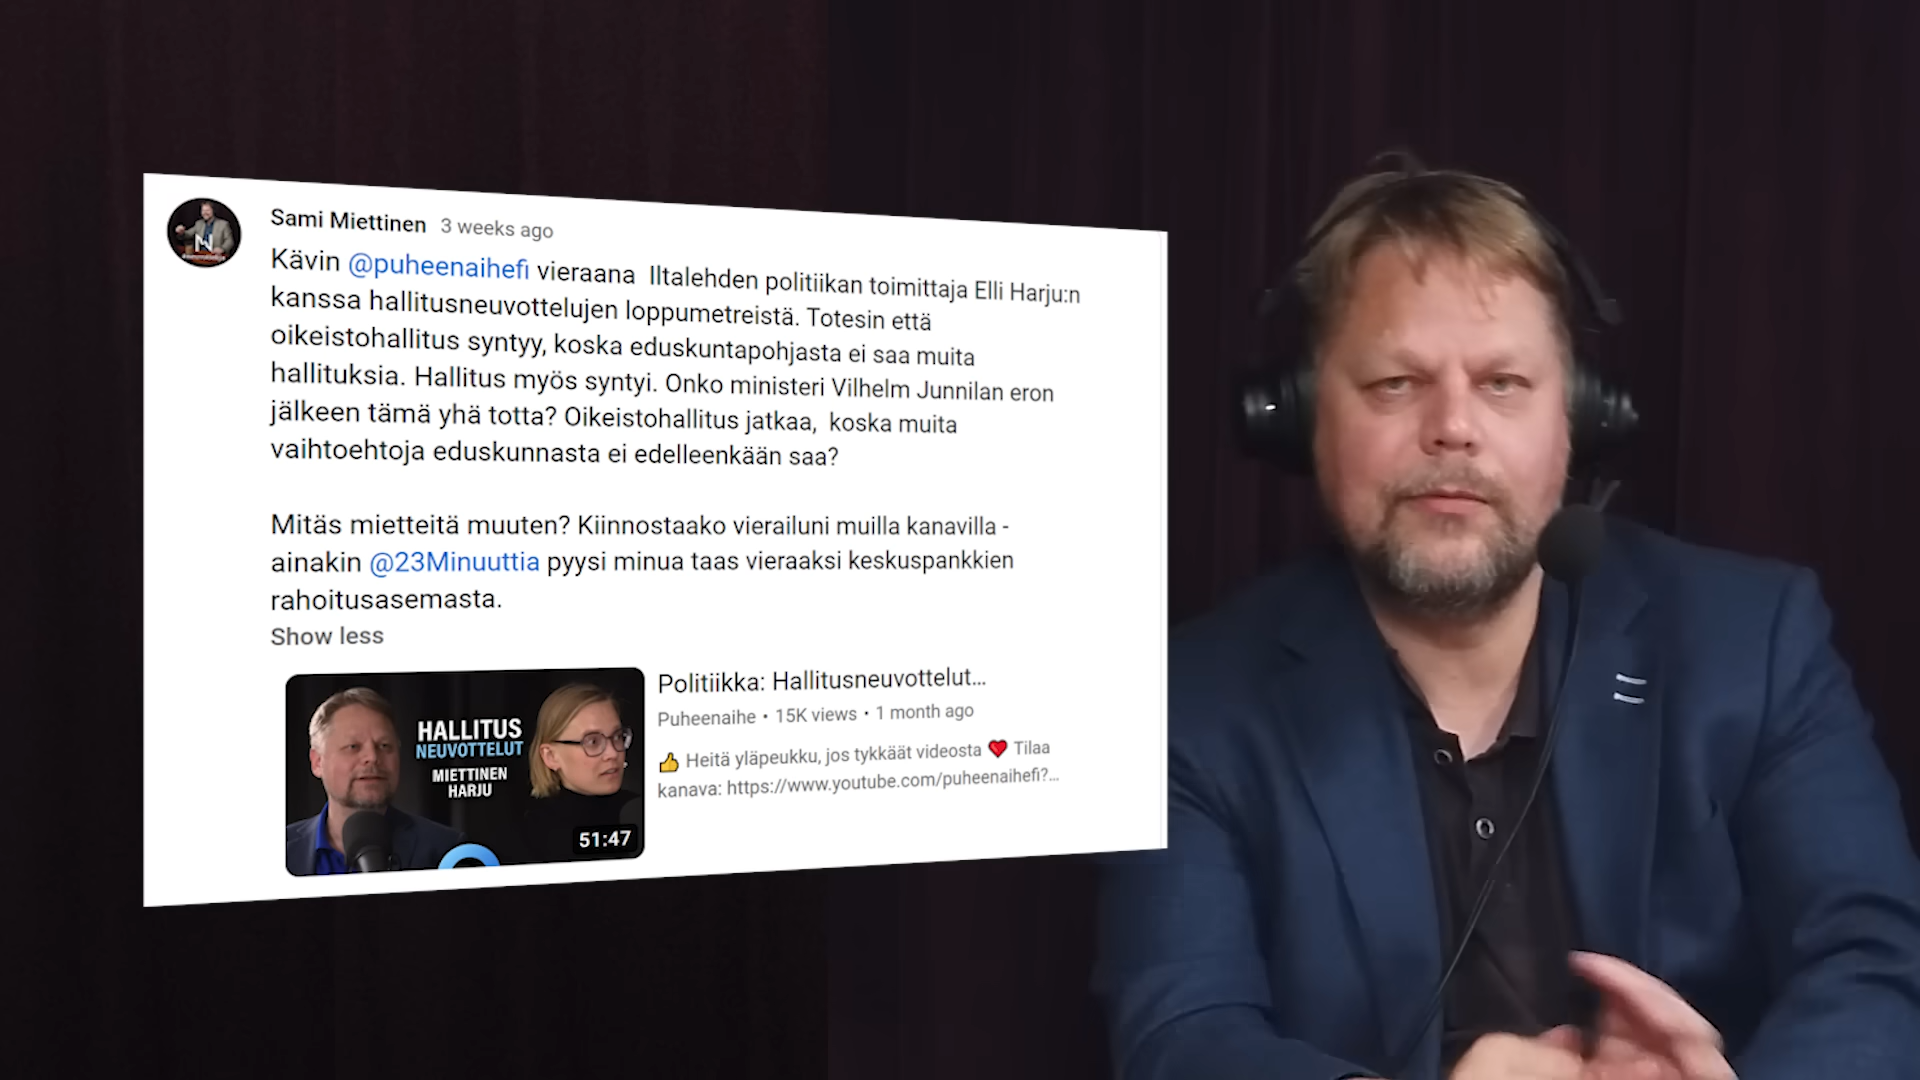 Sami Miettinen 3 weeks ago
Kävin @puheenaihefi vieraana Iltalehden politiikan toimittaja Elli Harju:n
kanssa hallitusneuvottelujen loppumetreistä. Totesin että
oikeistohallitus syntyy, koska eduskuntapohjasta ei saa muita
hallituksia. Hallitus myös syntyi. Onko ministeri Vilhelm Junnilan eron
jälkeen tämä yhä totta? Oikeistohallitus jatkaa, koska muita
vaihtoehtoja eduskunnasta ei edelleenkään saa?
Mitäs mietteitä muuten? Kiinnostaako vierailuni muilla kanavilla -
ainakin @23Minuuttia pyysi minua taas vieraaksi keskuspankkien
rahoitusasemasta.
Show less
HALLITUS
NEUVOTTELUT
MIETTINEN
HARJU
51:47
Politiikka: Hallitusneuvottelut...
Puheenaihe • 15K views • 1 month ago
👍 Heitä yläpeukku, jos tykkäät videosta ❤️ Tilaa
kanava: https://www.youtube.com/puheenaihefi?...